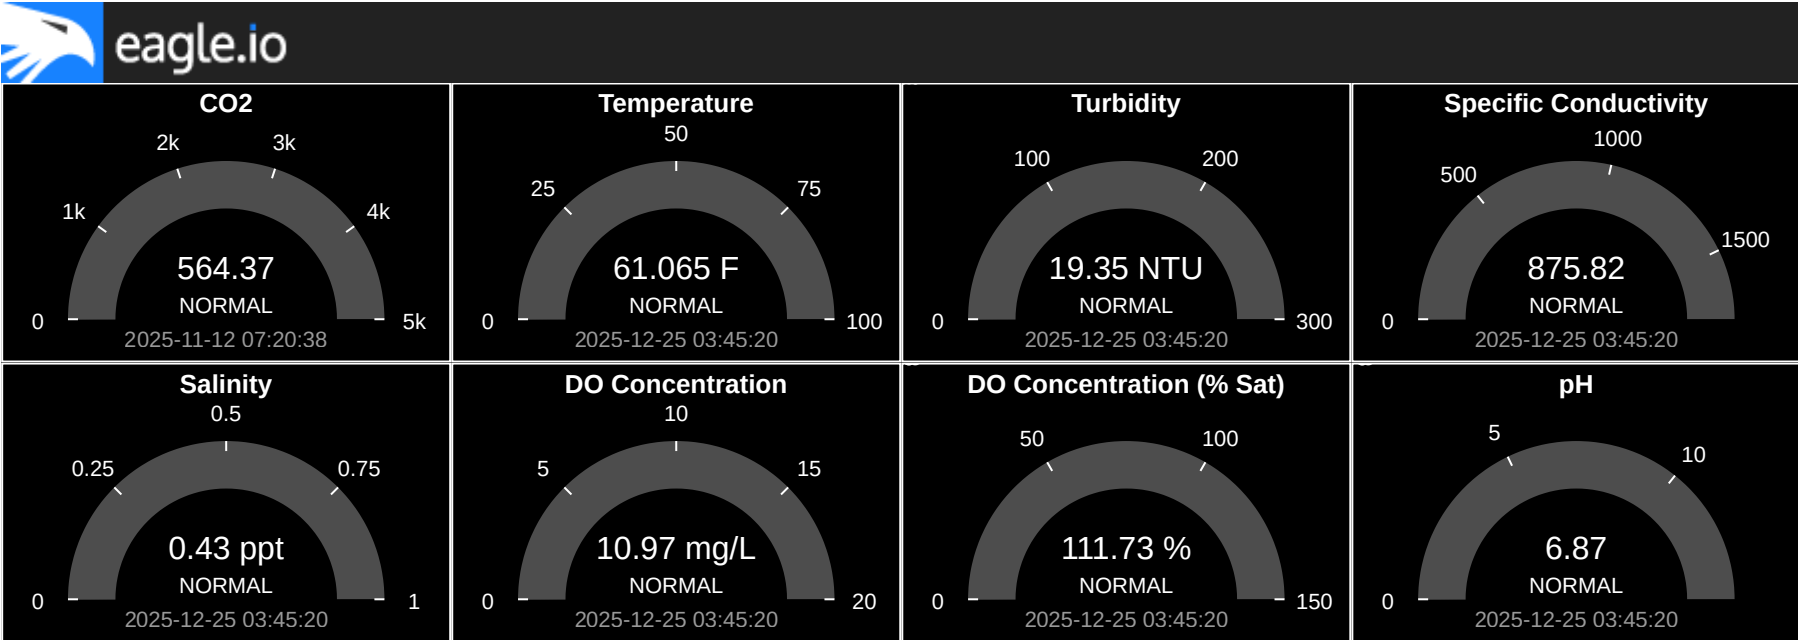 eagle.io
CO2
2k 3k
1k 4k
564.37
NORMAL
0 5k
2025-11-12 07:20:38
Temperature
50
25 75
61.065 F
NORMAL
0 100
2025-12-25 03:45:20
Turbidity
100 200
19.35 NTU
NORMAL
0 300
2025-12-25 03:45:20
Specific Conductivity
1000
500
1500
875.82
NORMAL
0
2025-12-25 03:45:20
Salinity
0.5
0.25 0.75
0.43 ppt
NORMAL
0 1
2025-12-25 03:45:20
DO Concentration
10
5 15
10.97 mg/L
NORMAL
0 20
2025-12-25 03:45:20
DO Concentration (% Sat)
50 100
111.73 %
NORMAL
0 150
2025-12-25 03:45:20
pH
5
10
6.87
NORMAL
0
2025-12-25 03:45:20